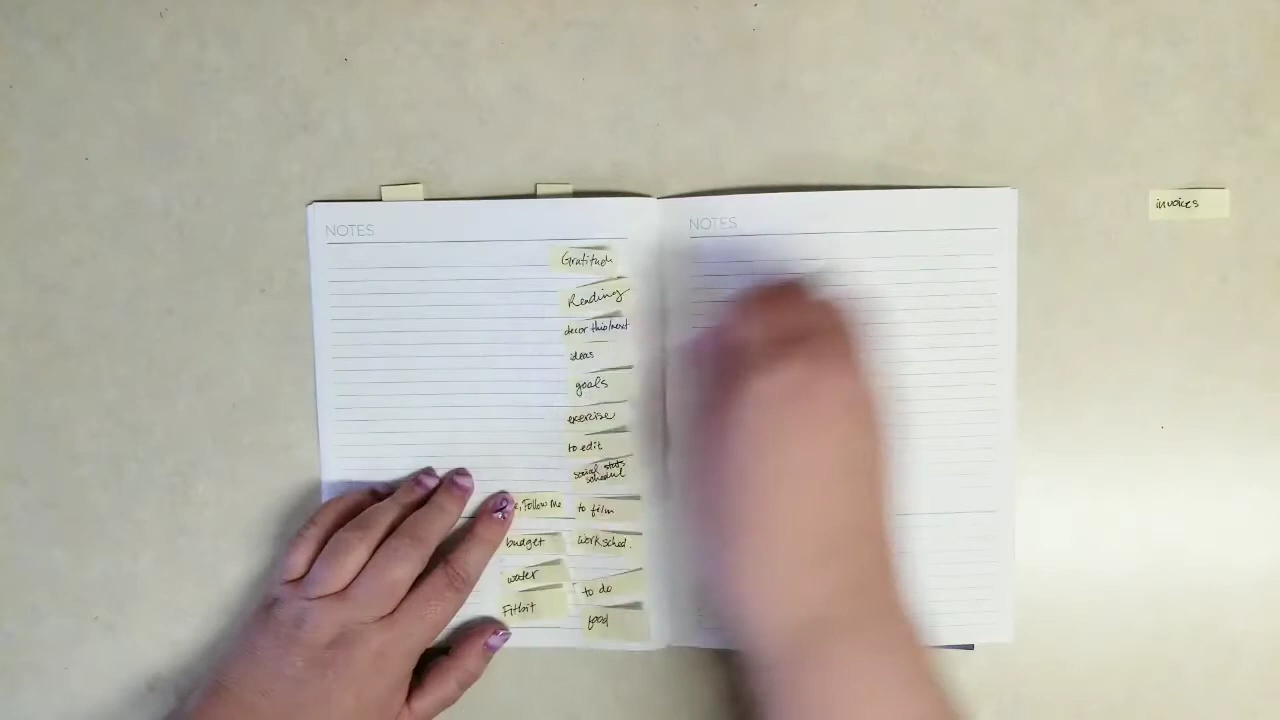 NOTES
NOTES
invoices
Gratitude
Reading
decor this/next
ideas
goals
exercise
to edit
social stats
schedul
Follow Me
to film
budget
work sched.
water
to do
Fitbit
food